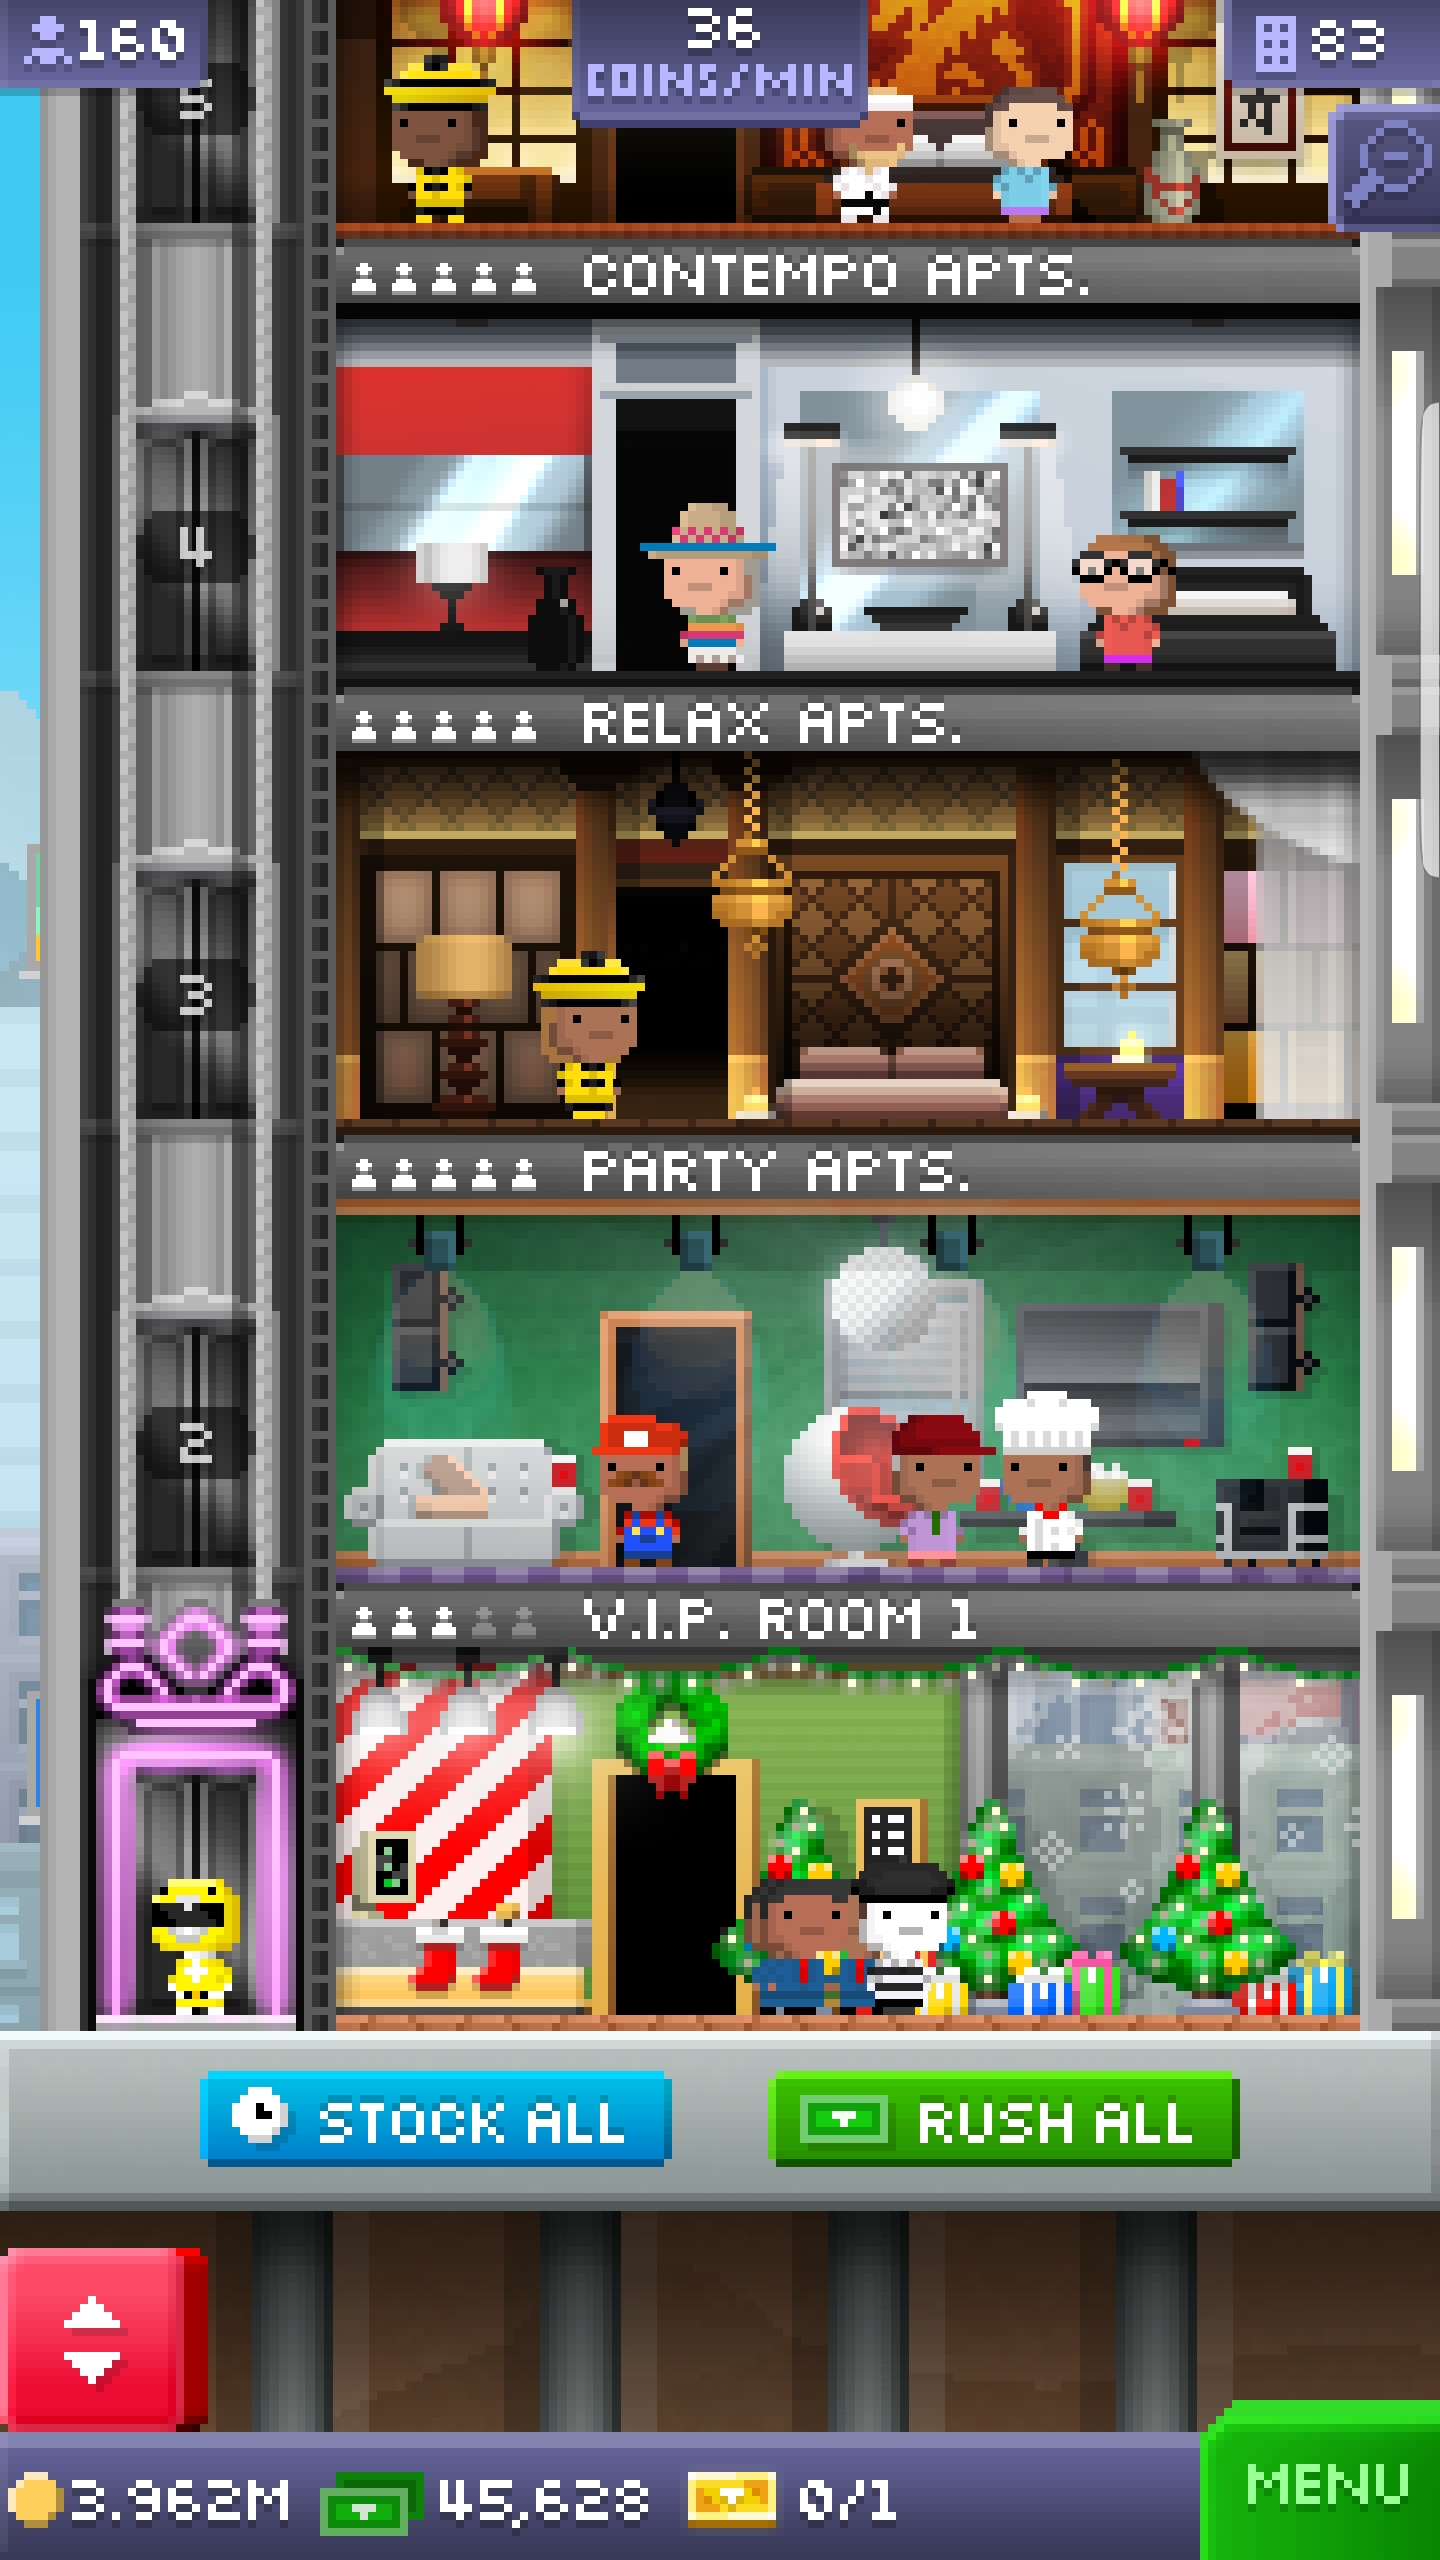 160
36
COINS/MIN
83
5
CONTEMPO APTS.
4
RELAX APTS.
3
PARTY APTS.
2
V.I.P. ROOM 1
STOCK ALL
RUSH ALL
3.962M
45,628
0/1
MENU